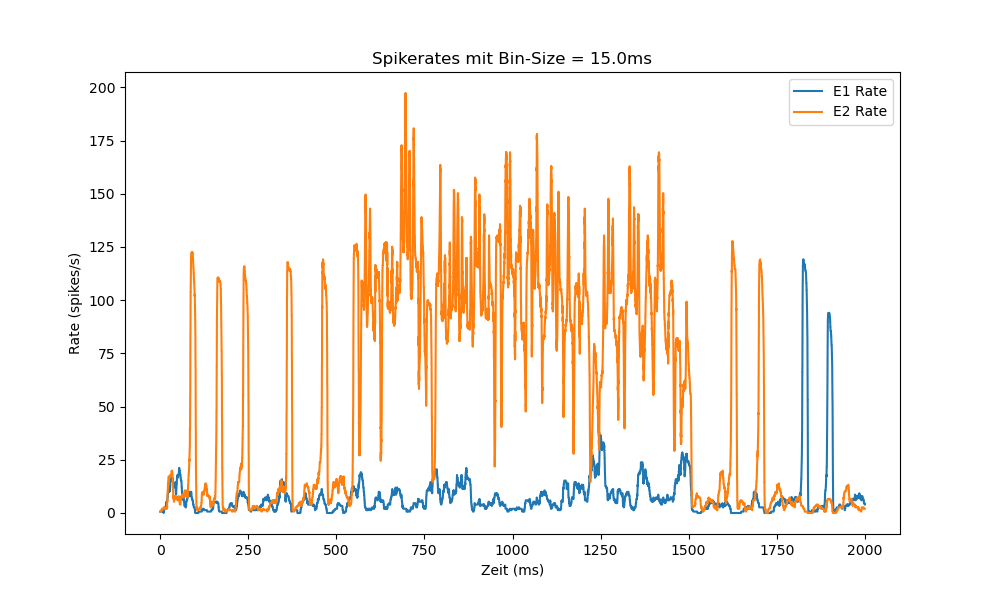 Spikerates mit Bin-Size = 15.0ms
E1 Rate
E2 Rate
200
175
150
125
100
75
50
25
0
Rate (spikes/s)
0 250 500 750 1000 1250 1500 1750 2000
Zeit (ms)